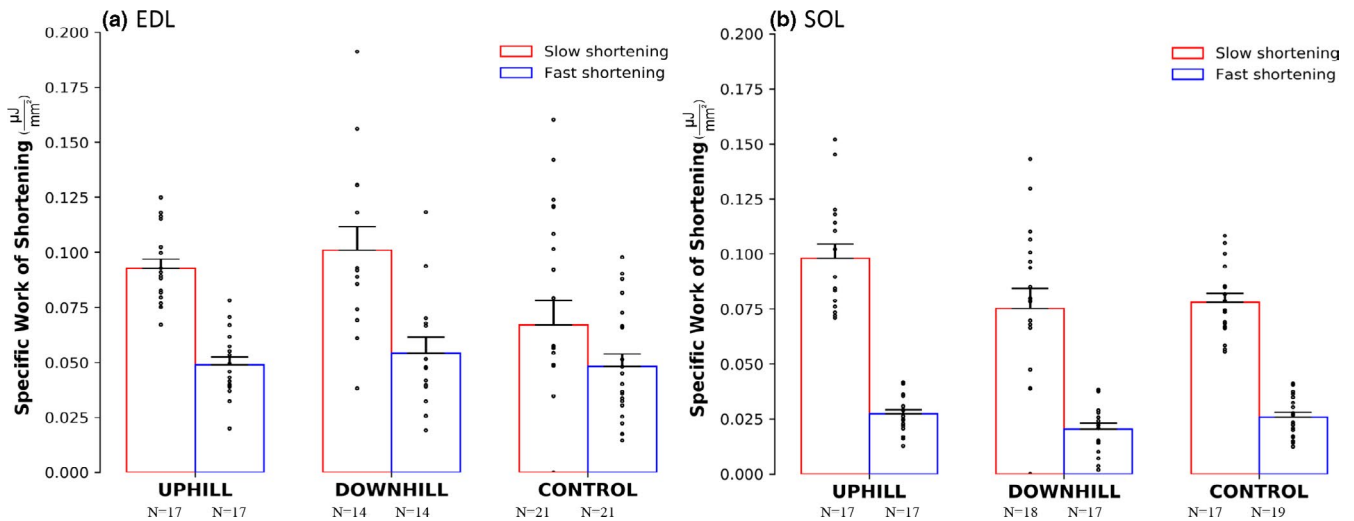 (a) EDL
Slow shortening
Fast shortening
Specific Work of Shortening (μJ/mm²)
0.200
0.175
0.150
0.125
0.100
0.075
0.050
0.025
0.000
UPHILL DOWNHILL CONTROL
N=17 N=17 N=14 N=14 N=21 N=21
(b) SOL
Slow shortening
Fast shortening
Specific Work of Shortening (μJ/mm²)
0.200
0.175
0.150
0.125
0.100
0.075
0.050
0.025
0.000
UPHILL DOWNHILL CONTROL
N=17 N=17 N=18 N=17 N=17 N=19